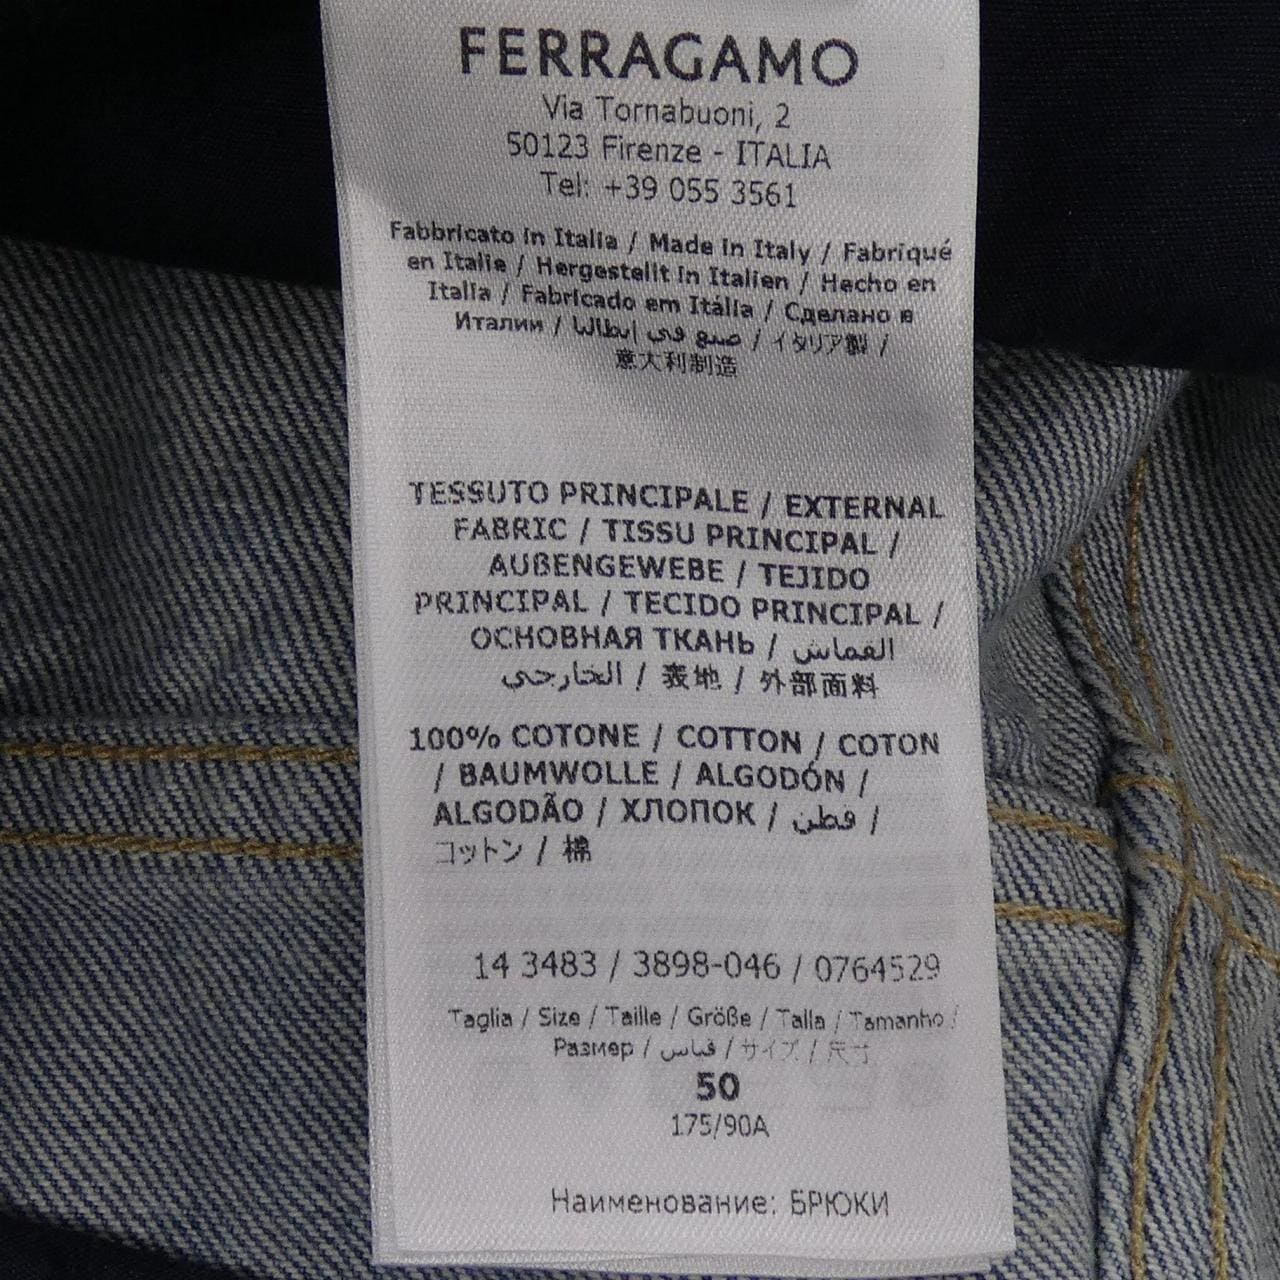 FERRAGAMO
Via Tornabuoni, 2
50123 Firenze - ITALIA
Tel: +39 055 3561
Fabbricato in Italia / Made in Italy / Fabriqué
en Italie / Hergestellt in Italien / Hecho en
Italia / Fabricado em Itália / Сделано в
Италии / صنع في إيطاليا / イタリア製 /
意大利制造
TESSUTO PRINCIPALE / EXTERNAL
FABRIC / TISSU PRINCIPAL /
AUßENGEWEBE / TEJIDO
PRINCIPAL / TECIDO PRINCIPAL /
ОСНОВНАЯ ТКАНЬ / القماش
الخارجي / 表地 / 外部面料
100% COTONE / COTTON / COTON
/ BAUMWOLLE / ALGODÓN /
ALGODÃO / ХЛОПОК / قطن /
コットン / 棉
14 3483 / 3898-046 / 0764529
Taglia / Size / Taille / Größe / Talla / Tamanho /
Размер / قياس / サイズ / 尺寸
50
175/90A
Наименование: БРЮКИ